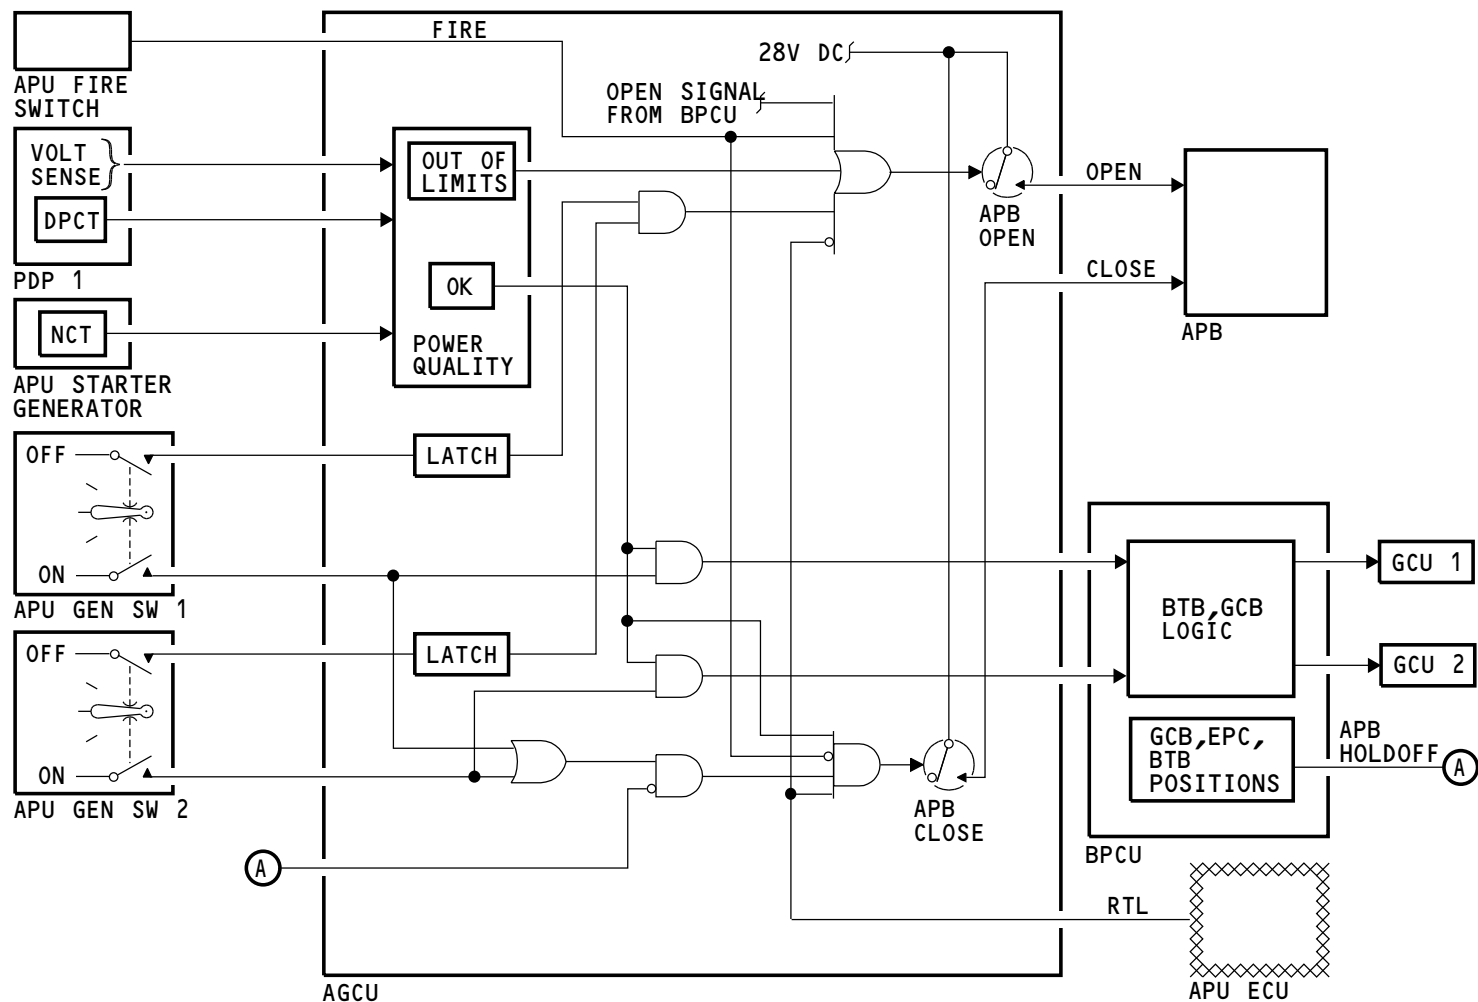 FIRE
APU FIRE
SWITCH
28V DC
OPEN SIGNAL
FROM BPCU
VOLT
SENSE
DPCT
PDP 1
OUT OF
LIMITS
OK
POWER
QUALITY
APB
OPEN
OPEN
CLOSE
APB
NCT
APU STARTER
GENERATOR
OFF
ON
APU GEN SW 1
LATCH
OFF
ON
APU GEN SW 2
LATCH
BTB,GCB
LOGIC
GCU 1
GCU 2
GCB,EPC,
BTB
POSITIONS
APB
HOLDOFF
A
APB
CLOSE
BPCU
A
RTL
APU ECU
AGCU